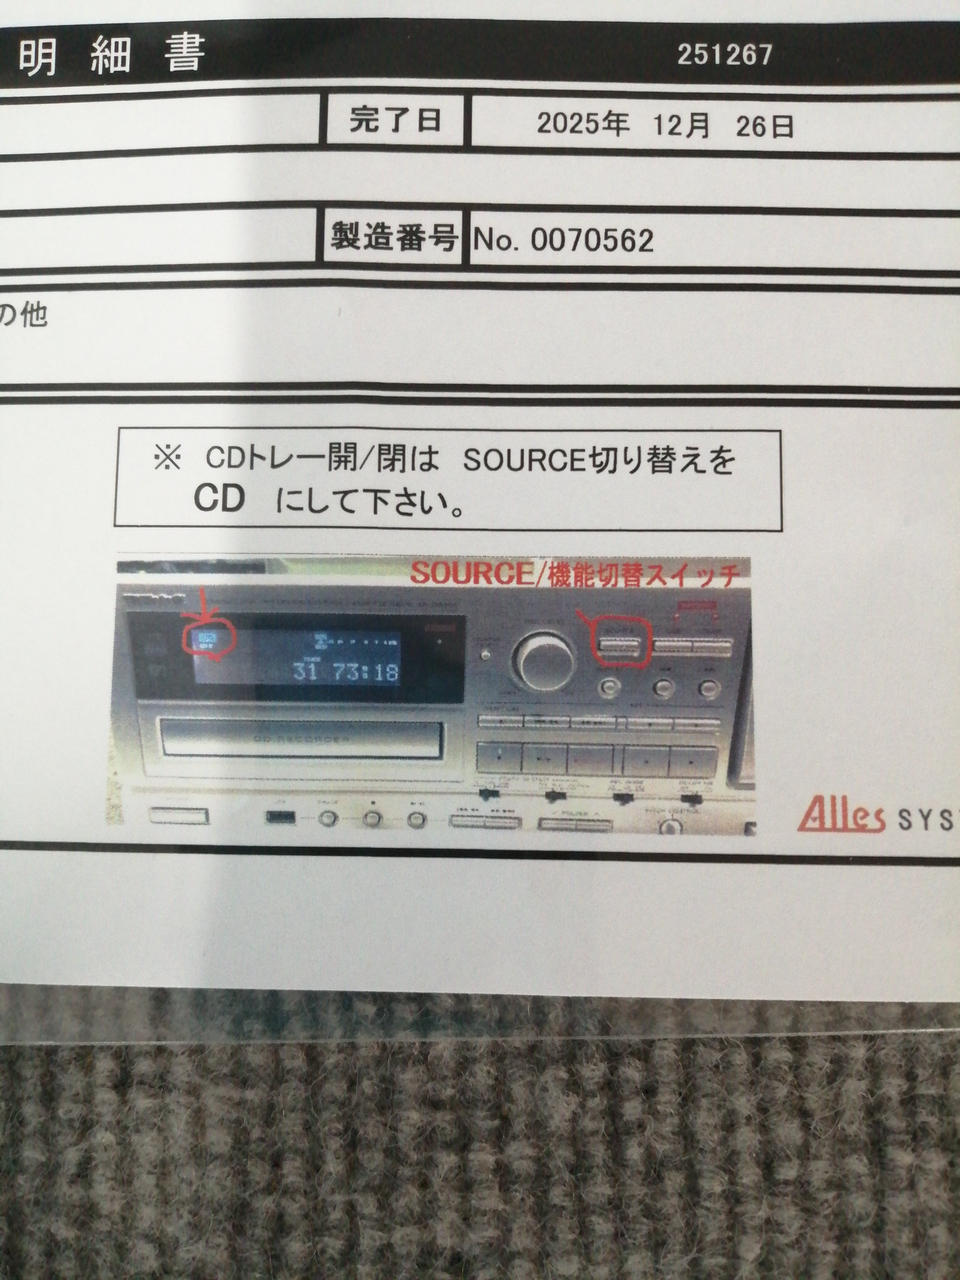 明細書 251267
完了日 2025年 12月 26日
製造番号 No. 0070562
の他
※ CDトレー開/閉は SOURCE切り替えを
CD にして下さい。
SOURCE/機能切替スイッチ
31 73:18
CD RECORDER
Alles SYS